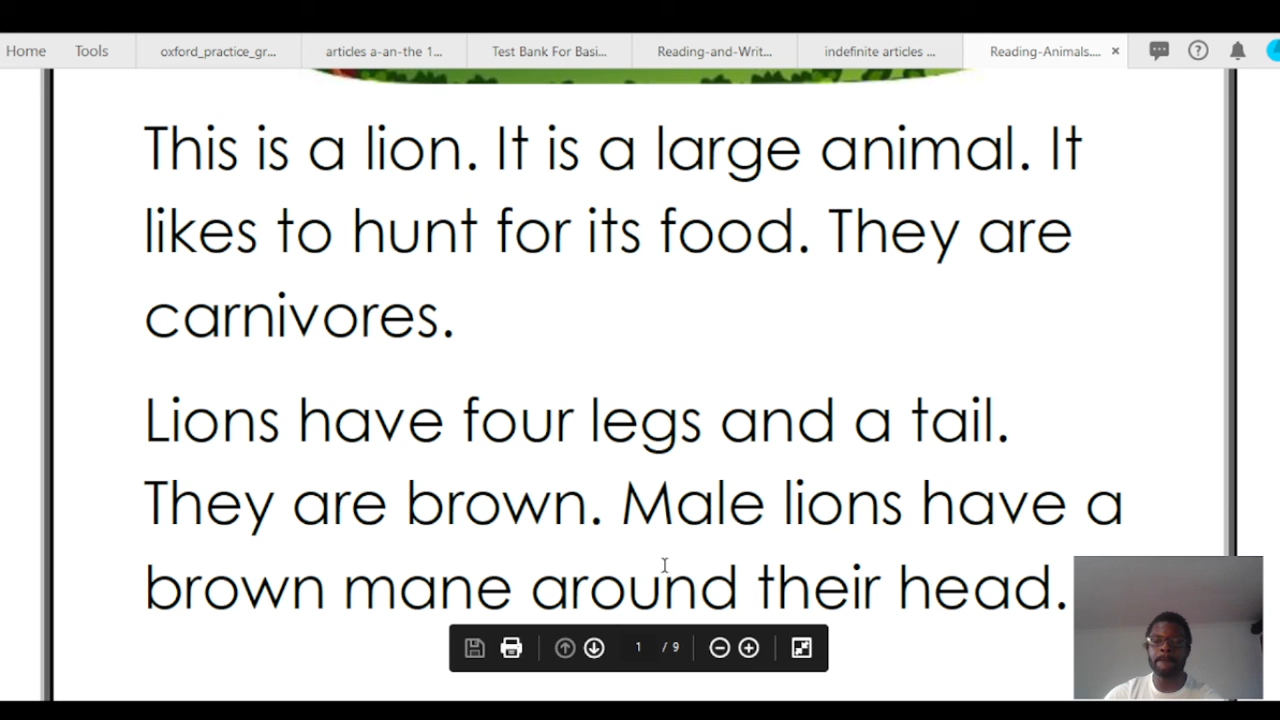 Home Tools oxford_practice_gr... articles a-an-the 1... Test Bank For Basi... Reading-and-Writ... indefinite articles ... Reading-Animals.... ×
This is a lion. It is a large animal. It
likes to hunt for its food. They are
carnivores.
Lions have four legs and a tail.
They are brown. Male lions have a
brown mane around their head.
1 / 9